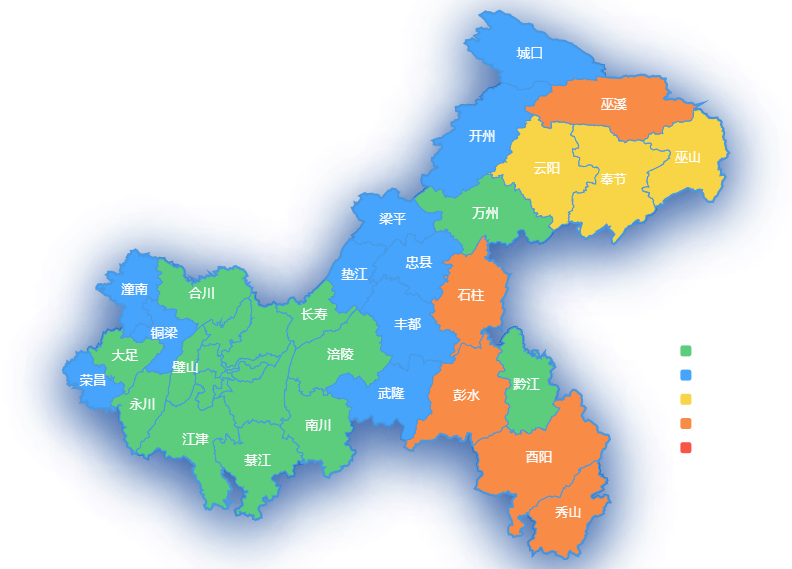 城口
巫溪
开州
巫山
云阳
奉节
万州
梁平
忠县
垫江
潼南
合川
石柱
长寿
丰都
铜梁
大足
涪陵
璧山
荣昌
黔江
武隆
彭水
永川
南川
江津
綦江
酉阳
秀山